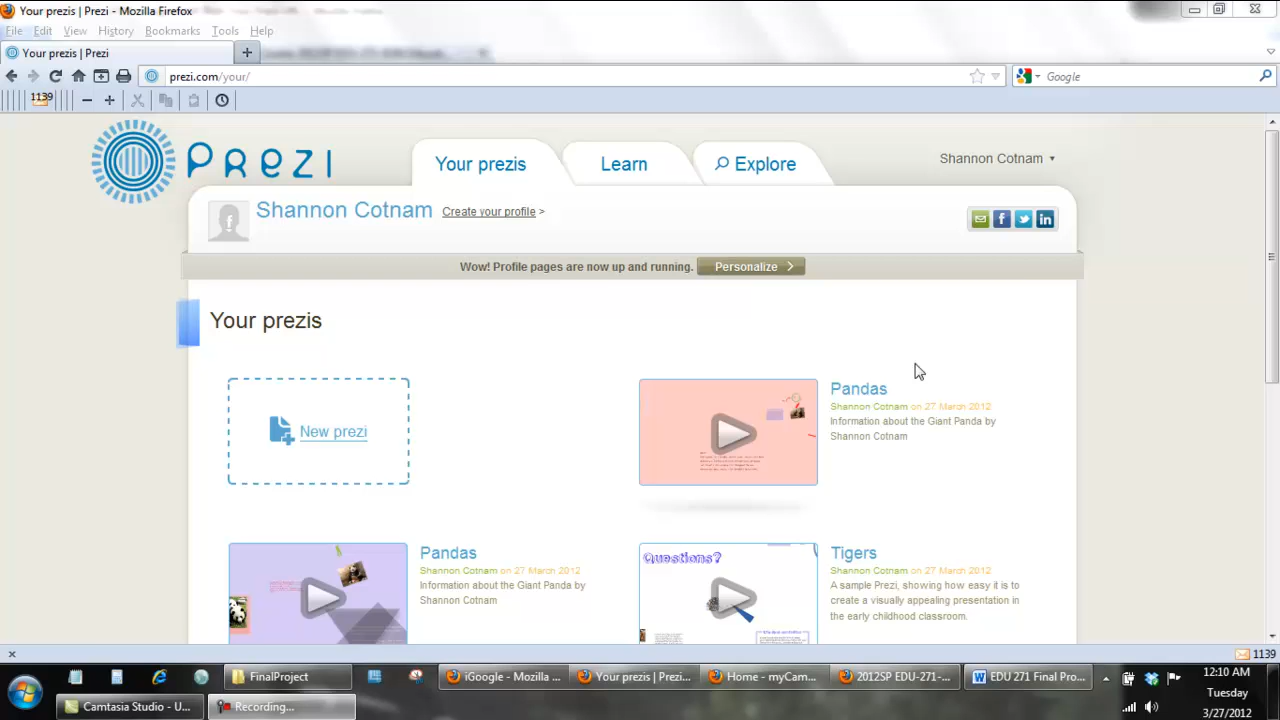 Your prezis | Prezi - Mozilla Firefox
File Edit View History Bookmarks Tools Help
Your prezis | Prezi
prezi.com/your/
Google
1139
PREZI
Your prezis
Learn
Explore
Shannon Cotnam
Shannon Cotnam
Create your profile >
Wow! Profile pages are now up and running.
Personalize
Your prezis
New prezi
Pandas
Shannon Cotnam on 27 March 2012
Information about the Giant Panda by
Shannon Cotnam
Pandas
Shannon Cotnam on 27 March 2012
Information about the Giant Panda by
Shannon Cotnam
Questions?
Tigers
Shannon Cotnam on 27 March 2012
A sample Prezi, showing how easy it is to
create a visually appealing presentation in
the early childhood classroom.
1139
FinalProject
iGoogle - Mozilla ...
Your prezis | Prezi...
Home - myCam...
2012SP EDU-271-...
EDU 271 Final Pro...
12:10 AM
Tuesday
3/27/2012
Camtasia Studio - U...
Recording...